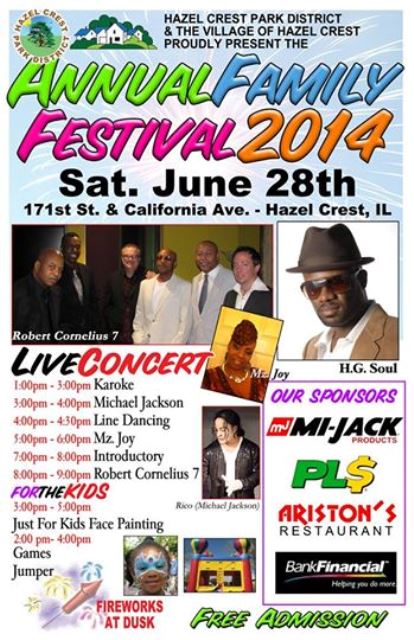 HAZEL CREST
PARK DISTRICT
HAZEL CREST PARK DISTRICT
& THE VILLAGE OF HAZEL CREST
PROUDLY PRESENT THE
ANNUAL FAMILY
FESTIVAL 2014
Sat. June 28th
171st St. & California Ave. - Hazel Crest, IL
Robert Cornelius 7
H.G. Soul
LIVE CONCERT
Mz. Joy
1:00pm - 3:00pm Karoke
3:00pm - 4:00pm Michael Jackson
4:00pm - 4:30pm Line Dancing
5:00pm - 6:00pm Mz. Joy
7:00pm - 8:00pm Introductory
8:00pm - 9:00pm Robert Cornelius 7
Rico (Michael Jackson)
FOR THE KIDS
3:00pm - 5:00pm
Just For Kids Face Painting
2:00 pm- 4:00pm
Games
Jumper
FIREWORKS
AT DUSK
OUR SPONSORS
MJ MI-JACK
PRODUCTS
PL$
ARISTON'S
RESTAURANT
BankFinancial
Helping you do more.
FREE ADMISSION